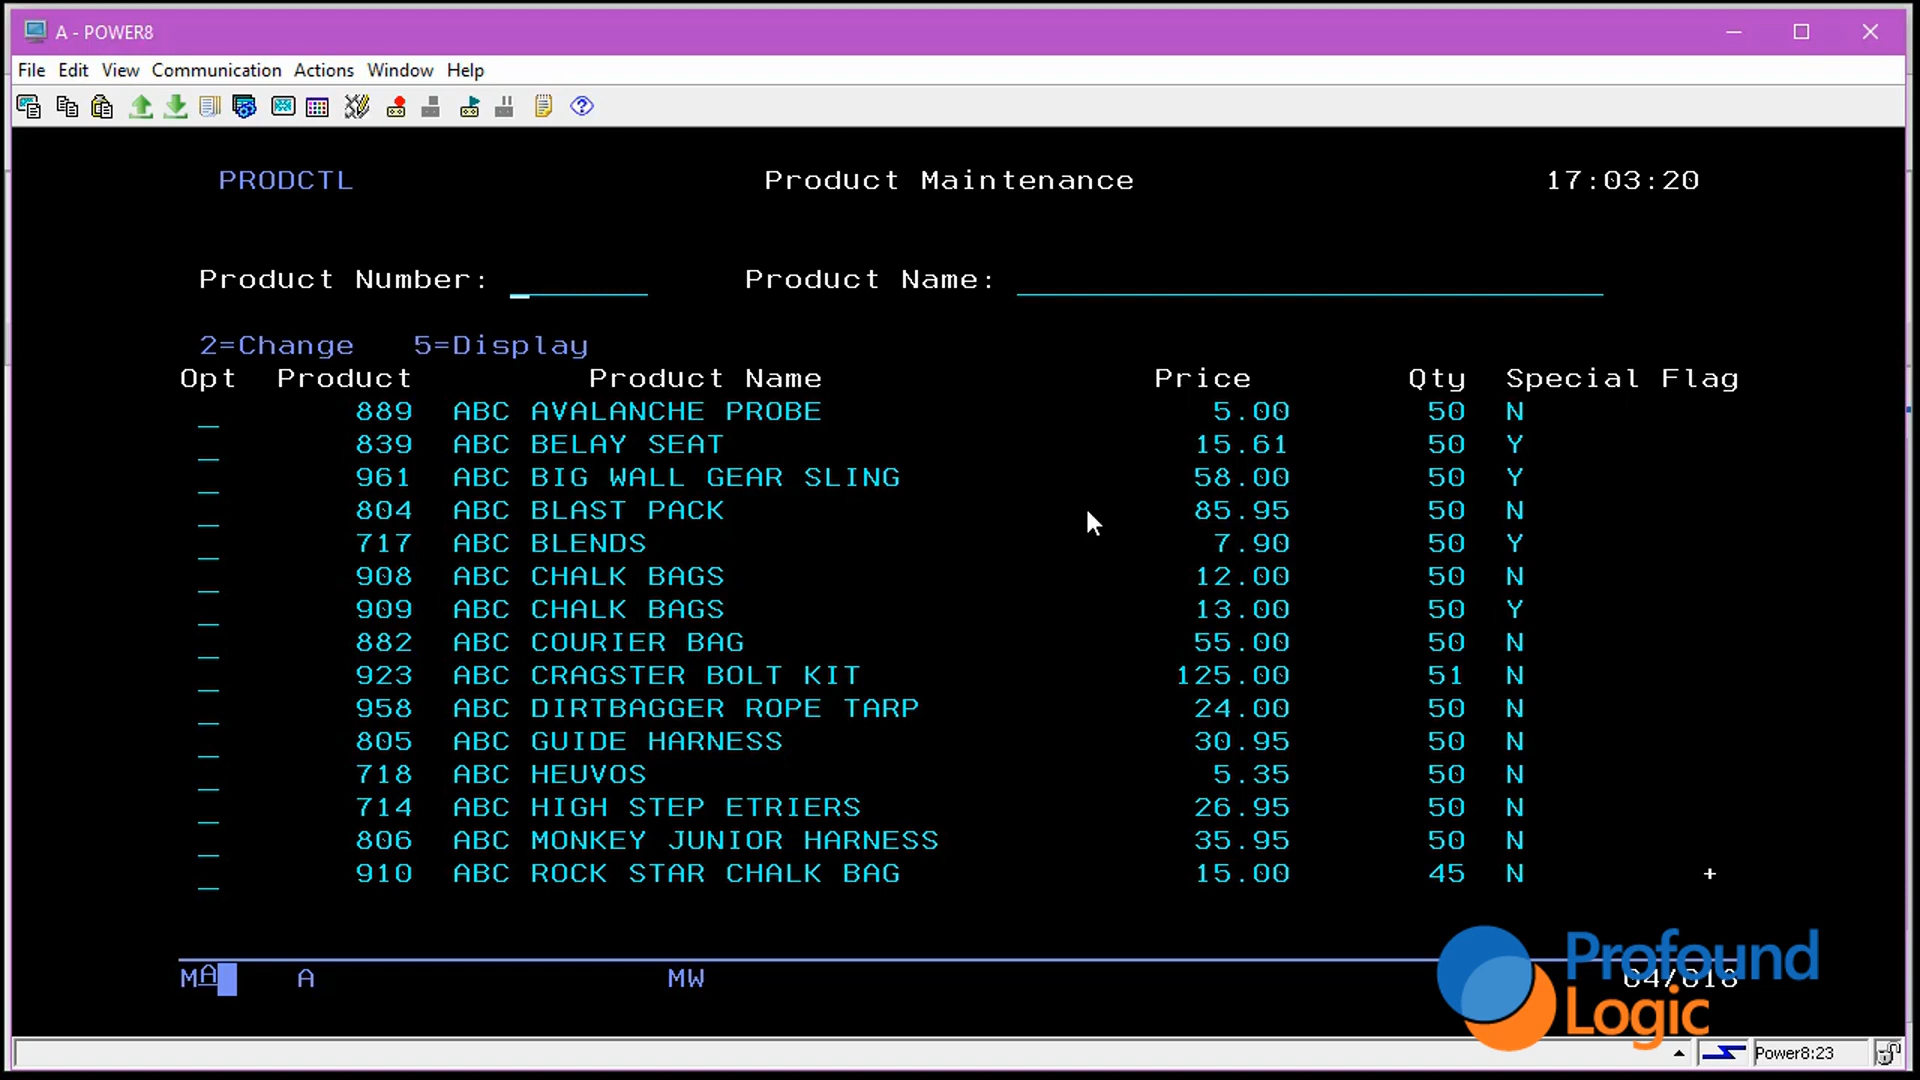 A - POWER8
File Edit View Communication Actions Window Help
PRODCTL Product Maintenance 17:03:20
Product Number: Product Name:
2=Change 5=Display
Opt Product Product Name Price Qty Special Flag
889 ABC AVALANCHE PROBE 5.00 50 N
839 ABC BELAY SEAT 15.61 50 Y
961 ABC BIG WALL GEAR SLING 58.00 50 Y
804 ABC BLAST PACK 85.95 50 N
717 ABC BLENDS 7.90 50 Y
908 ABC CHALK BAGS 12.00 50 N
909 ABC CHALK BAGS 13.00 50 Y
882 ABC COURIER BAG 55.00 50 N
923 ABC CRAGSTER BOLT KIT 125.00 51 N
958 ABC DIRTBAGGER ROPE TARP 24.00 50 N
805 ABC GUIDE HARNESS 30.95 50 N
718 ABC HEUVOS 5.35 50 N
714 ABC HIGH STEP ETRIERS 26.95 50 N
806 ABC MONKEY JUNIOR HARNESS 35.95 50 N
910 ABC ROCK STAR CHALK BAG 15.00 45 N +
MA A MW 04/018
Profound
Logic
Power8:23